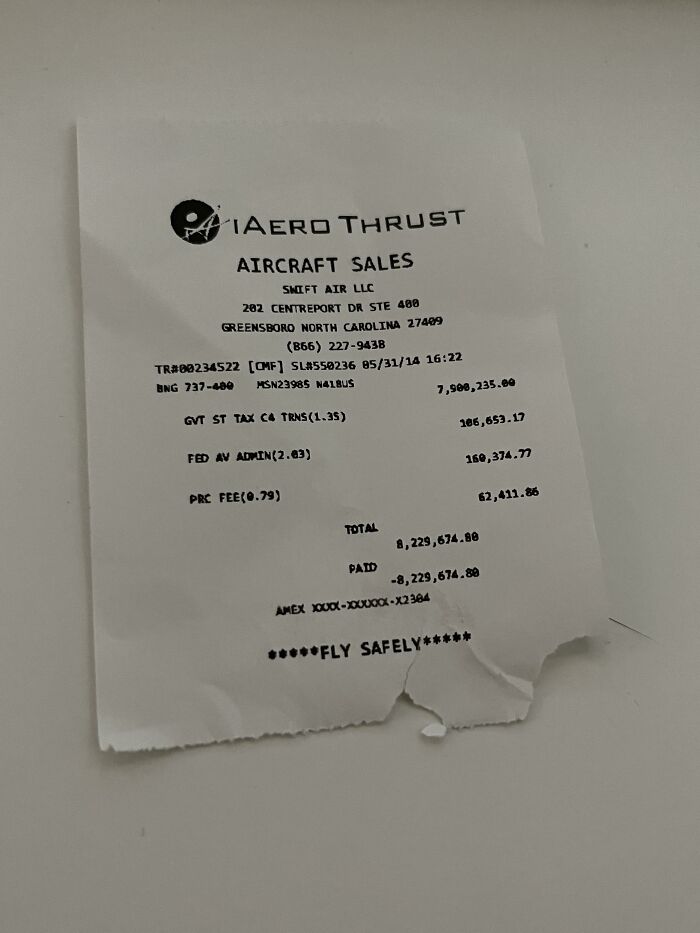 iAERO THRUST
AIRCRAFT SALES
SWIFT AIR LLC
202 CENTREPORT DR STE 400
GREENSBORO NORTH CAROLINA 27409
(866) 227-9438
TR#00234522 [CMF] SL#550236 05/31/14 16:22
BNG 737-400 MSN23985 N418US 7,900,235.00
GVT ST TAX C4 TRNS(1.35) 106,653.17
FED AV ADMIN(2.03) 160,374.77
PRC FEE(0.79) 62,411.86
TOTAL
8,229,674.80
PAID
-8,229,674.80
AMEX XXXX-XXXXXX-X2304
*****FLY SAFELY*****